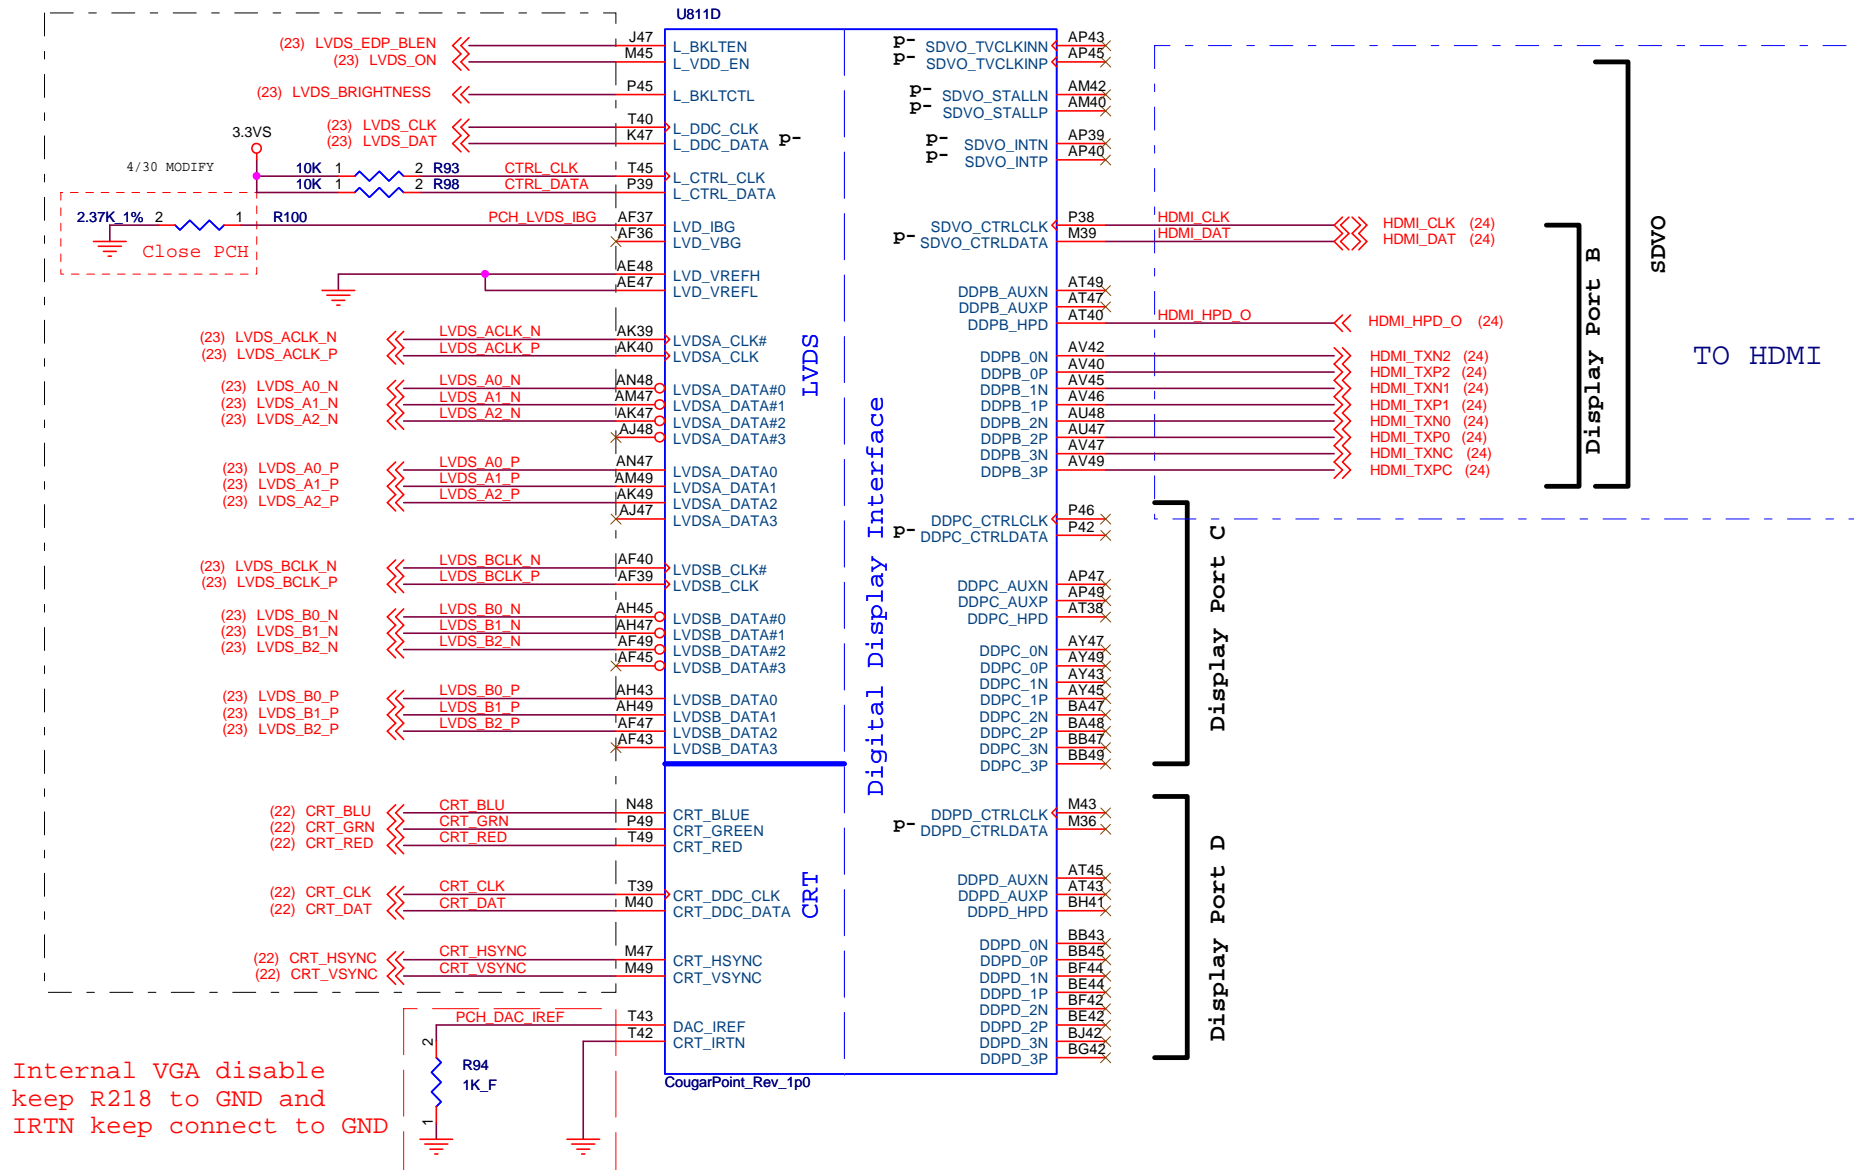 U811D
(23) LVDS_EDP_BLEN J47 L_BKLTEN
(23) LVDS_ON M45 L_VDD_EN
(23) LVDS_BRIGHTNESS P45 L_BKLTCTL
(23) LVDS_CLK T40 L_DDC_CLK
(23) LVDS_DAT K47 L_DDC_DATA p-
3.3VS
4/30 MODIFY
10K 1 2 R93 CTRL_CLK T45 L_CTRL_CLK
10K 1 2 R98 CTRL_DATA P39 L_CTRL_DATA
2.37K_1% 2 1 R100 PCH_LVDS_IBG AF37 LVD_IBG
AF36 LVD_VBG
Close PCH
AE48 LVD_VREFH
AE47 LVD_VREFL
(23) LVDS_ACLK_N LVDS_ACLK_N AK39 LVDSA_CLK#
(23) LVDS_ACLK_P LVDS_ACLK_P AK40 LVDSA_CLK
(23) LVDS_A0_N LVDS_A0_N AN48 LVDSA_DATA#0
(23) LVDS_A1_N LVDS_A1_N AM47 LVDSA_DATA#1
(23) LVDS_A2_N LVDS_A2_N AK47 LVDSA_DATA#2
AJ48 LVDSA_DATA#3
(23) LVDS_A0_P LVDS_A0_P AN47 LVDSA_DATA0
(23) LVDS_A1_P LVDS_A1_P AM49 LVDSA_DATA1
(23) LVDS_A2_P LVDS_A2_P AK49 LVDSA_DATA2
AJ47 LVDSA_DATA3
(23) LVDS_BCLK_N LVDS_BCLK_N AF40 LVDSB_CLK#
(23) LVDS_BCLK_P LVDS_BCLK_P AF39 LVDSB_CLK
(23) LVDS_B0_N LVDS_B0_N AH45 LVDSB_DATA#0
(23) LVDS_B1_N LVDS_B1_N AH47 LVDSB_DATA#1
(23) LVDS_B2_N LVDS_B2_N AF49 LVDSB_DATA#2
AF45 LVDSB_DATA#3
(23) LVDS_B0_P LVDS_B0_P AH43 LVDSB_DATA0
(23) LVDS_B1_P LVDS_B1_P AH49 LVDSB_DATA1
(23) LVDS_B2_P LVDS_B2_P AF47 LVDSB_DATA2
AF43 LVDSB_DATA3
LVDS
(22) CRT_BLU CRT_BLU N48 CRT_BLUE
(22) CRT_GRN CRT_GRN P49 CRT_GREEN
(22) CRT_RED CRT_RED T49 CRT_RED
(22) CRT_CLK CRT_CLK T39 CRT_DDC_CLK
(22) CRT_DAT CRT_DAT M40 CRT_DDC_DATA
(22) CRT_HSYNC CRT_HSYNC M47 CRT_HSYNC
(22) CRT_VSYNC CRT_VSYNC M49 CRT_VSYNC
CRT
PCH_DAC_IREF T43 DAC_IREF
T42 CRT_IRTN
2 R94
1K_F
1
Internal VGA disable
keep R218 to GND and
IRTN keep connect to GND
CougarPoint_Rev_1p0
Digital Display Interface
p- SDVO_TVCLKINN AP43
p- SDVO_TVCLKINP AP45
p- SDVO_STALLN AM42
p- SDVO_STALLP AM40
p- SDVO_INTN AP39
p- SDVO_INTP AP40
SDVO_CTRLCLK P38 HDMI_CLK HDMI_CLK (24)
p- SDVO_CTRLDATA M39 HDMI_DAT HDMI_DAT (24)
DDPB_AUXN AT49
DDPB_AUXP AT47
DDPB_HPD AT40 HDMI_HPD_O HDMI_HPD_O (24)
DDPB_0N AV42 HDMI_TXN2 (24)
DDPB_0P AV40 HDMI_TXP2 (24)
DDPB_1N AV45 HDMI_TXN1 (24)
DDPB_1P AV46 HDMI_TXP1 (24)
DDPB_2N AU48 HDMI_TXN0 (24)
DDPB_2P AU47 HDMI_TXP0 (24)
DDPB_3N AV47 HDMI_TXNC (24)
DDPB_3P AV49 HDMI_TXPC (24)
Display Port B
SDVO
TO HDMI
DDPC_CTRLCLK P46
p- DDPC_CTRLDATA P42
DDPC_AUXN AP47
DDPC_AUXP AP49
DDPC_HPD AT38
DDPC_0N AY47
DDPC_0P AY49
DDPC_1N AY43
DDPC_1P AY45
DDPC_2N BA47
DDPC_2P BA48
DDPC_3N BB47
DDPC_3P BB49
Display Port C
DDPD_CTRLCLK M43
p- DDPD_CTRLDATA M36
DDPD_AUXN AT45
DDPD_AUXP AT43
DDPD_HPD BH41
DDPD_0N BB43
DDPD_0P BB45
DDPD_1N BF44
DDPD_1P BE44
DDPD_2N BF42
DDPD_2P BE42
DDPD_3N BJ42
DDPD_3P BG42
Display Port D